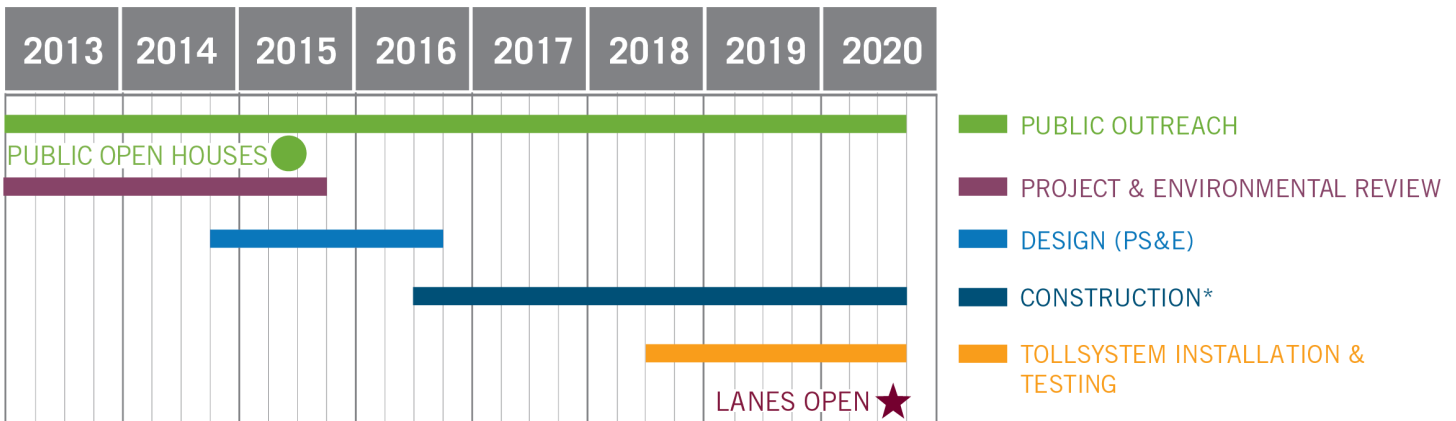 2013 2014 2015 2016 2017 2018 2019 2020
PUBLIC OUTREACH
PUBLIC OPEN HOUSES
PROJECT & ENVIRONMENTAL REVIEW
DESIGN (PS&E)
CONSTRUCTION*
TOLLSYSTEM INSTALLATION &
TESTING
LANES OPEN